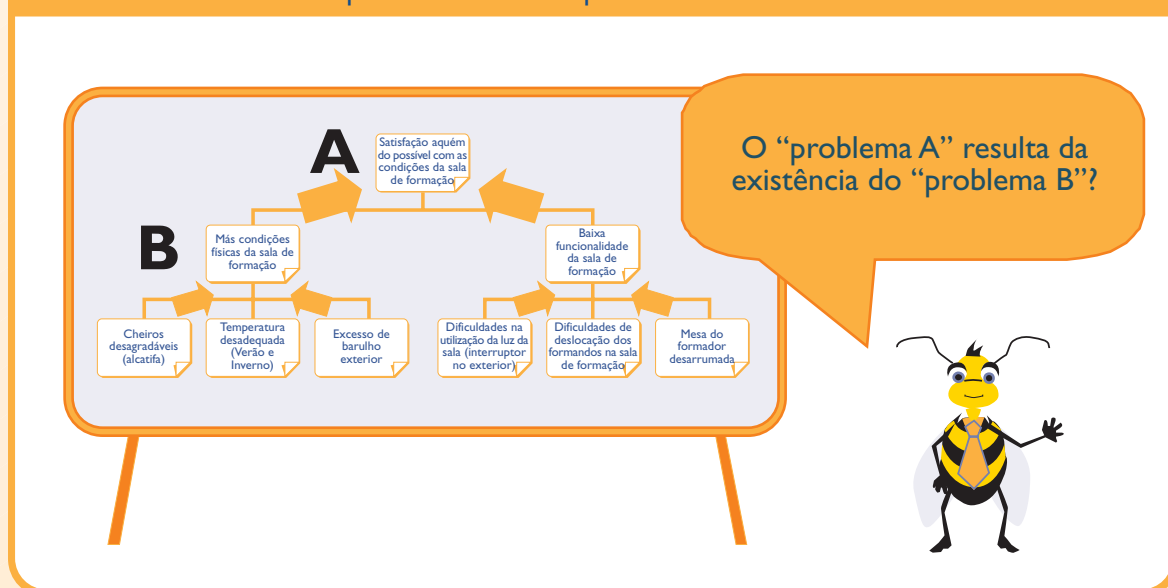 A
Satisfação aquém
do possível com as
condições da sala
de formação
B
Más condições
físicas da sala de
formação
Baixa
funcionalidade
da sala de
formação
Cheiros
desagradáveis
(alcatifa)
Temperatura
desadequada
(Verão e
Inverno)
Excesso de
barulho
exterior
Dificuldades na
utilização da luz da
sala (interruptor
no exterior)
Dificuldades de
deslocação dos
formandos na sala
de formação
Mesa do
formador
desarrumada
O “problema A” resulta da
existência do “problema B”?